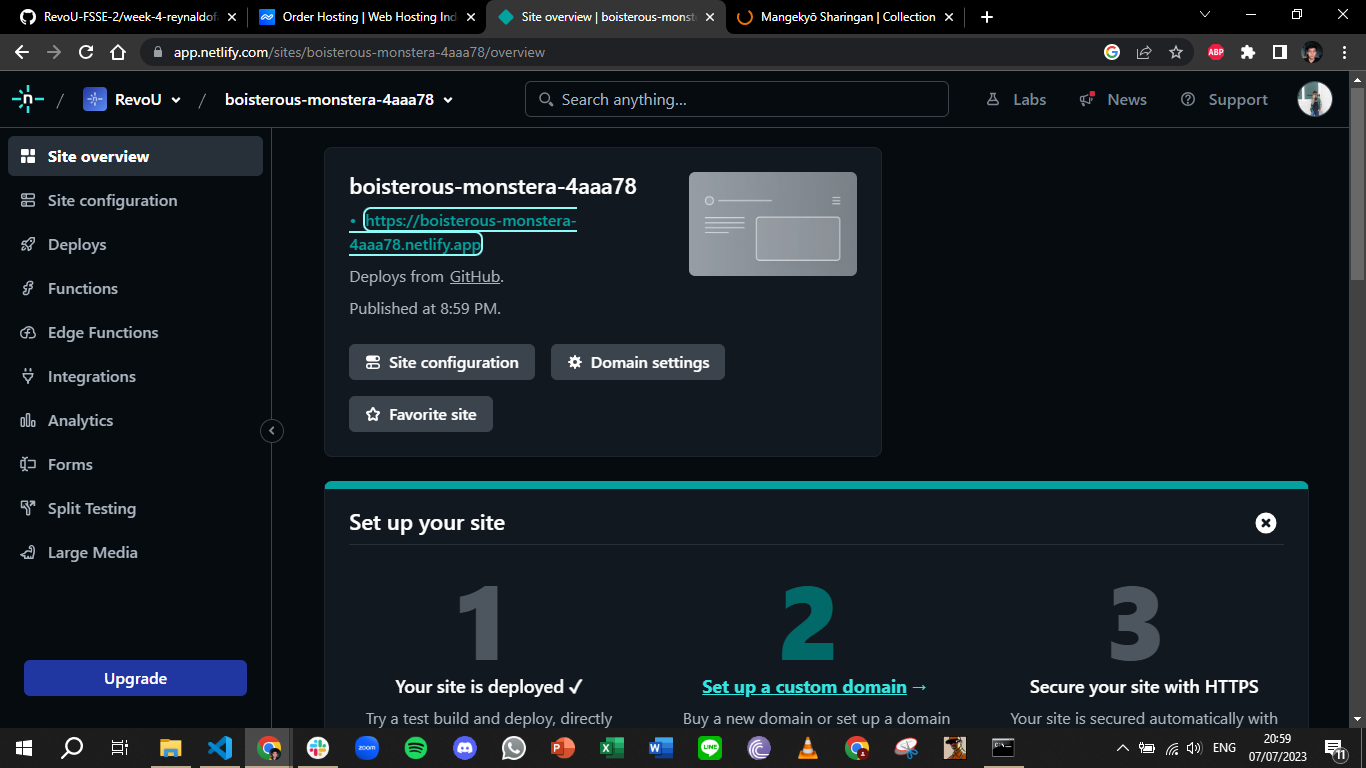 RevoU-FSSE-2/week-4-reynaldofa
Order Hosting | Web Hosting Ind
Site overview | boisterous-monste
Mangekyō Sharingan | Collection
app.netlify.com/sites/boisterous-monstera-4aaa78/overview
ABP
n / RevoU / boisterous-monstera-4aaa78
Search anything...
Labs
News
Support
Site overview
Site configuration
Deploys
Functions
Edge Functions
Integrations
Analytics
Forms
Split Testing
Large Media
Upgrade
boisterous-monstera-4aaa78
• https://boisterous-monstera-
4aaa78.netlify.app
Deploys from GitHub.
Published at 8:59 PM.
Site configuration
Domain settings
Favorite site
Set up your site
1
Your site is deployed ✓
Try a test build and deploy, directly
2
Set up a custom domain →
Buy a new domain or set up a domain
3
Secure your site with HTTPS
Your site is secured automatically with
zoom
LINE
ENG
20:59
07/07/2023
11